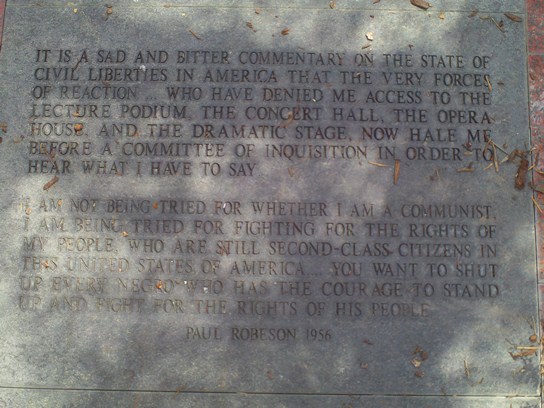 IT IS A SAD AND BITTER COMMENTARY ON THE STATE OF
CIVIL LIBERTIES IN AMERICA THAT THE VERY FORCES
OF REACTION ... WHO HAVE DENIED ME ACCESS TO THE
LECTURE PODIUM, THE CONCERT HALL, THE OPERA
HOUSE, AND THE DRAMATIC STAGE, NOW HALE ME
BEFORE A COMMITTEE OF INQUISITION IN ORDER TO
HEAR WHAT I HAVE TO SAY.
I AM NOT BEING TRIED FOR WHETHER I AM A COMMUNIST,
I AM BEING TRIED FOR FIGHTING FOR THE RIGHTS OF
MY PEOPLE, WHO ARE STILL SECOND-CLASS CITIZENS IN
THIS UNITED STATES OF AMERICA ... YOU WANT TO SHUT
UP EVERY NEGRO WHO HAS THE COURAGE TO STAND
UP AND FIGHT FOR THE RIGHTS OF HIS PEOPLE.
PAUL ROBESON, 1956